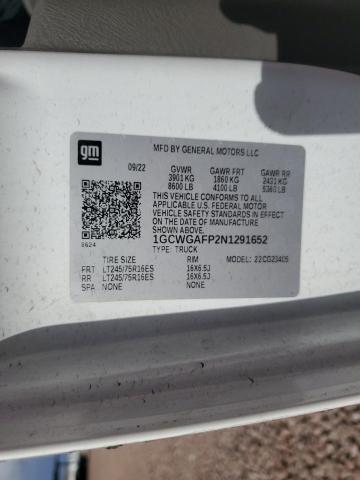 gm
MFD BY GENERAL MOTORS LLC
09/22 GVWR GAWR FRT GAWR RR
3901 KG 1860 KG 2431 KG
8600 LB 4100 LB 5360 LB
THIS VEHICLE CONFORMS TO ALL
APPLICABLE U.S. FEDERAL MOTOR
VEHICLE SAFETY STANDARDS IN
EFFECT ON THE DATE OF
MANUFACTURE SHOWN ABOVE.
8624 1GCWGAFP2N1291652
TYPE: TRUCK
TIRE SIZE RIM MODEL: 22CG23405
FRT LT245/75R16ES 16X6.5J
RR LT245/75R16ES 16X6.5J
SPA NONE NONE